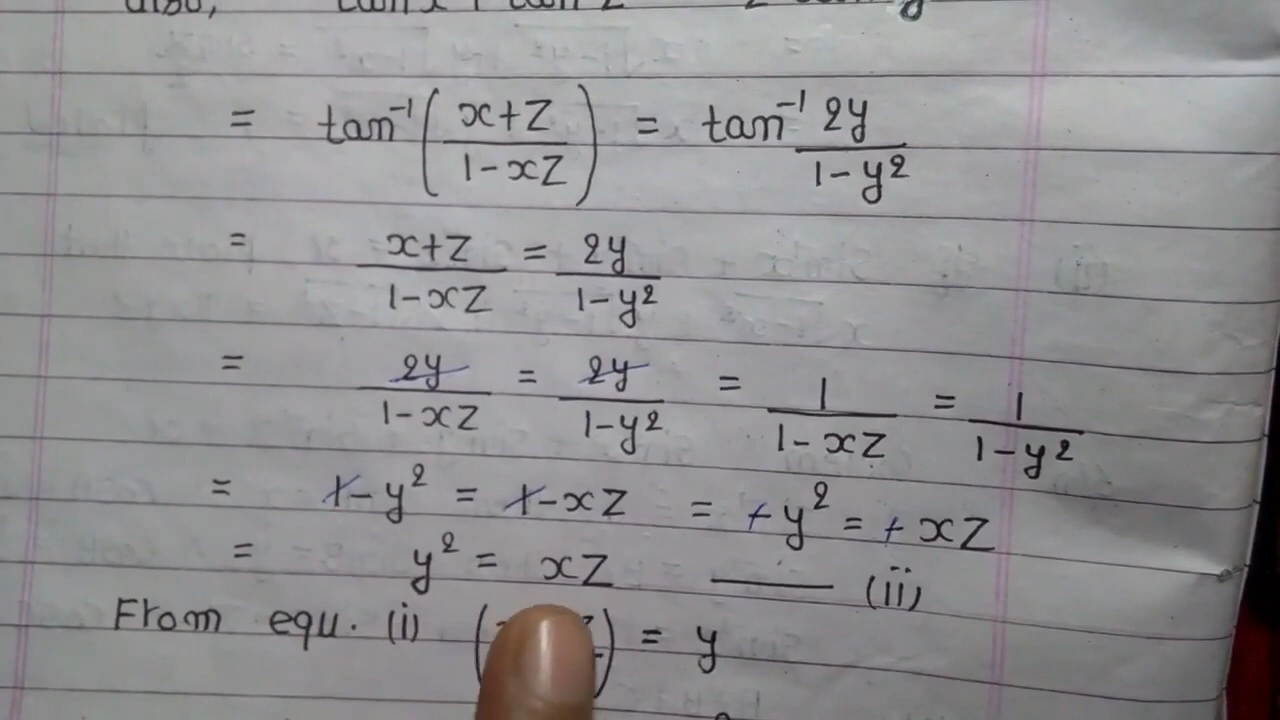 = tan⁻¹(x+z/1-xz) = tan⁻¹ 2y/1-y²
= x+z/1-xz = 2y/1-y²
= 2y/1-xz = 2y/1-y² = 1/1-xz = 1/1-y²
= 1-y² = 1-xz = +y² = +xz
= y² = xz —— (ii)
From equ. (i) ( ) = y